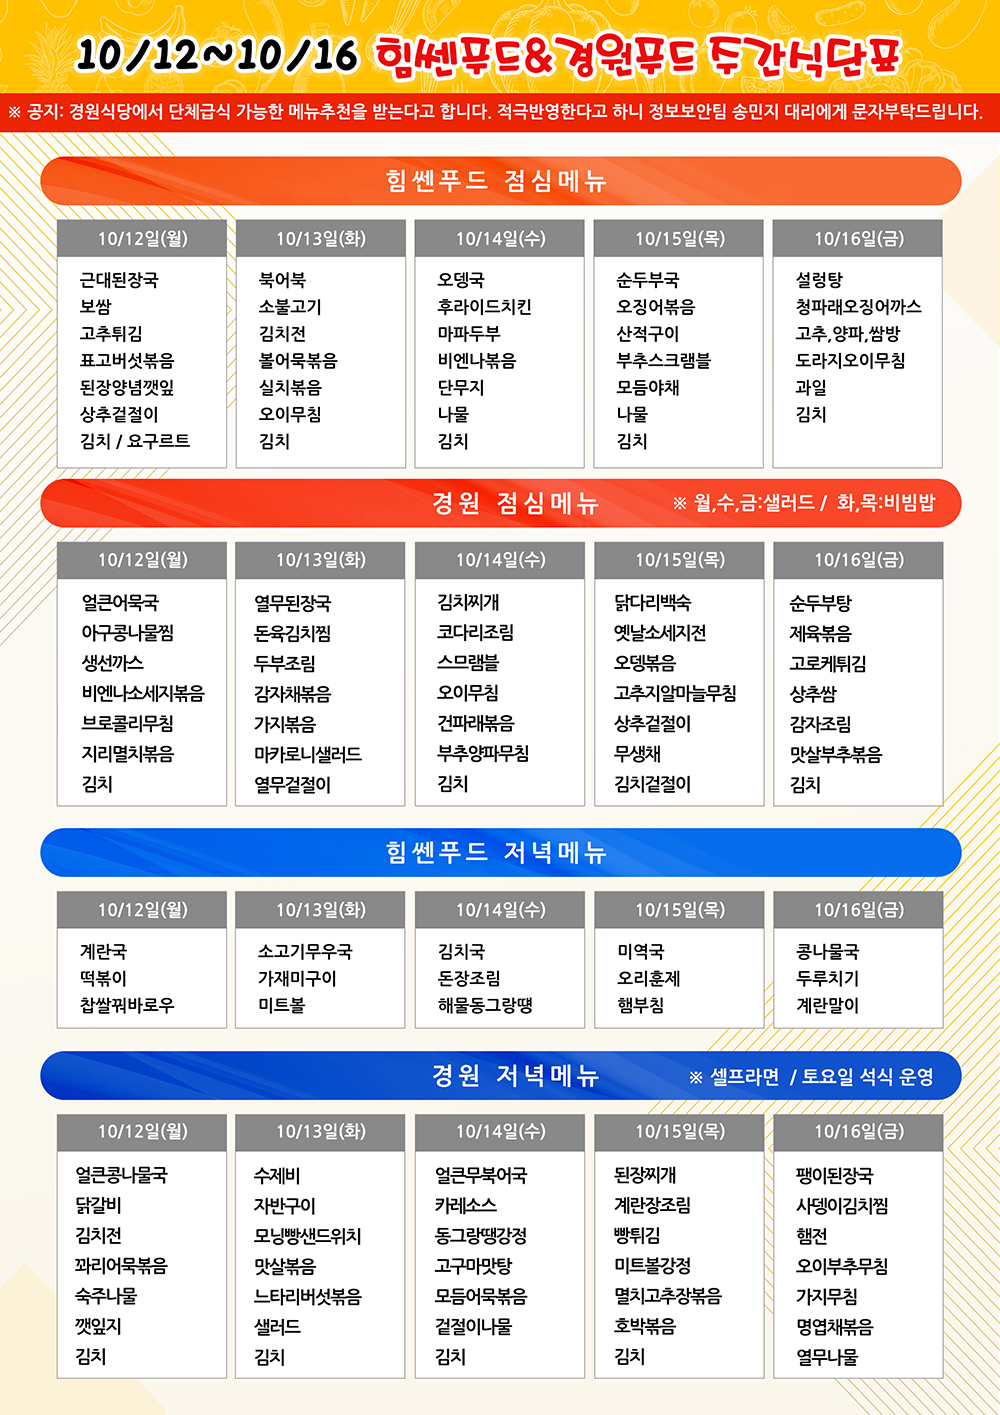 10/12~10/16 힘쎈푸드&경원푸드 주간식단표
※ 공지: 경원식당에서 단체급식 가능한 메뉴추천을 받는다고 합니다. 적극반영한다고 하니 정보보안팀 송민지 대리에게 문자부탁드립니다.
힘쎈푸드 점심메뉴
10/12일(월)
근대된장국
보쌈
고추튀김
표고버섯볶음
된장양념깻잎
상추겉절이
김치 / 요구르트
10/13일(화)
북어북
소불고기
김치전
볼어묵볶음
실치볶음
오이무침
김치
10/14일(수)
오뎅국
후라이드치킨
마파두부
비엔나볶음
단무지
나물
김치
10/15일(목)
순두부국
오징어볶음
산적구이
부추스크램블
모듬야채
나물
김치
10/16일(금)
설렁탕
청파래오징어까스
고추,양파,쌈방
도라지오이무침
과일
김치
경원 점심메뉴
※ 월,수,금:샐러드 / 화,목:비빔밥
10/12일(월)
얼큰어묵국
아구콩나물찜
생선까스
비엔나소세지볶음
브로콜리무침
지리멸치볶음
김치
10/13일(화)
열무된장국
돈육김치찜
두부조림
감자채볶음
가지볶음
마카로니샐러드
열무겉절이
10/14일(수)
김치찌개
코다리조림
스므램블
오이무침
건파래볶음
부추양파무침
김치
10/15일(목)
닭다리백숙
옛날소세지전
오뎅볶음
고추지알마늘무침
상추겉절이
무생채
김치겉절이
10/16일(금)
순두부탕
제육볶음
고로케튀김
상추쌈
감자조림
맛살부추볶음
김치
힘쎈푸드 저녁메뉴
10/12일(월)
계란국
떡볶이
찹쌀꿔바로우
10/13일(화)
소고기무우국
가재미구이
미트볼
10/14일(수)
김치국
돈장조림
해물동그랑떙
10/15일(목)
미역국
오리훈제
햄부침
10/16일(금)
콩나물국
두루치기
계란말이
경원 저녁메뉴
※ 셀프라면 / 토요일 석식 운영
10/12일(월)
얼큰콩나물국
닭갈비
김치전
꽈리어묵볶음
숙주나물
깻잎지
김치
10/13일(화)
수제비
자반구이
모닝빵샌드위치
맛살볶음
느타리버섯볶음
샐러드
김치
10/14일(수)
얼큰무북어국
카레소스
동그랑땡강정
고구마맛탕
모듬어묵볶음
겉절이나물
김치
10/15일(목)
된장찌개
계란장조림
빵튀김
미트볼강정
멸치고추장볶음
호박볶음
김치
10/16일(금)
팽이된장국
사뎅이김치찜
햄전
오이부추무침
가지무침
명엽채볶음
열무나물